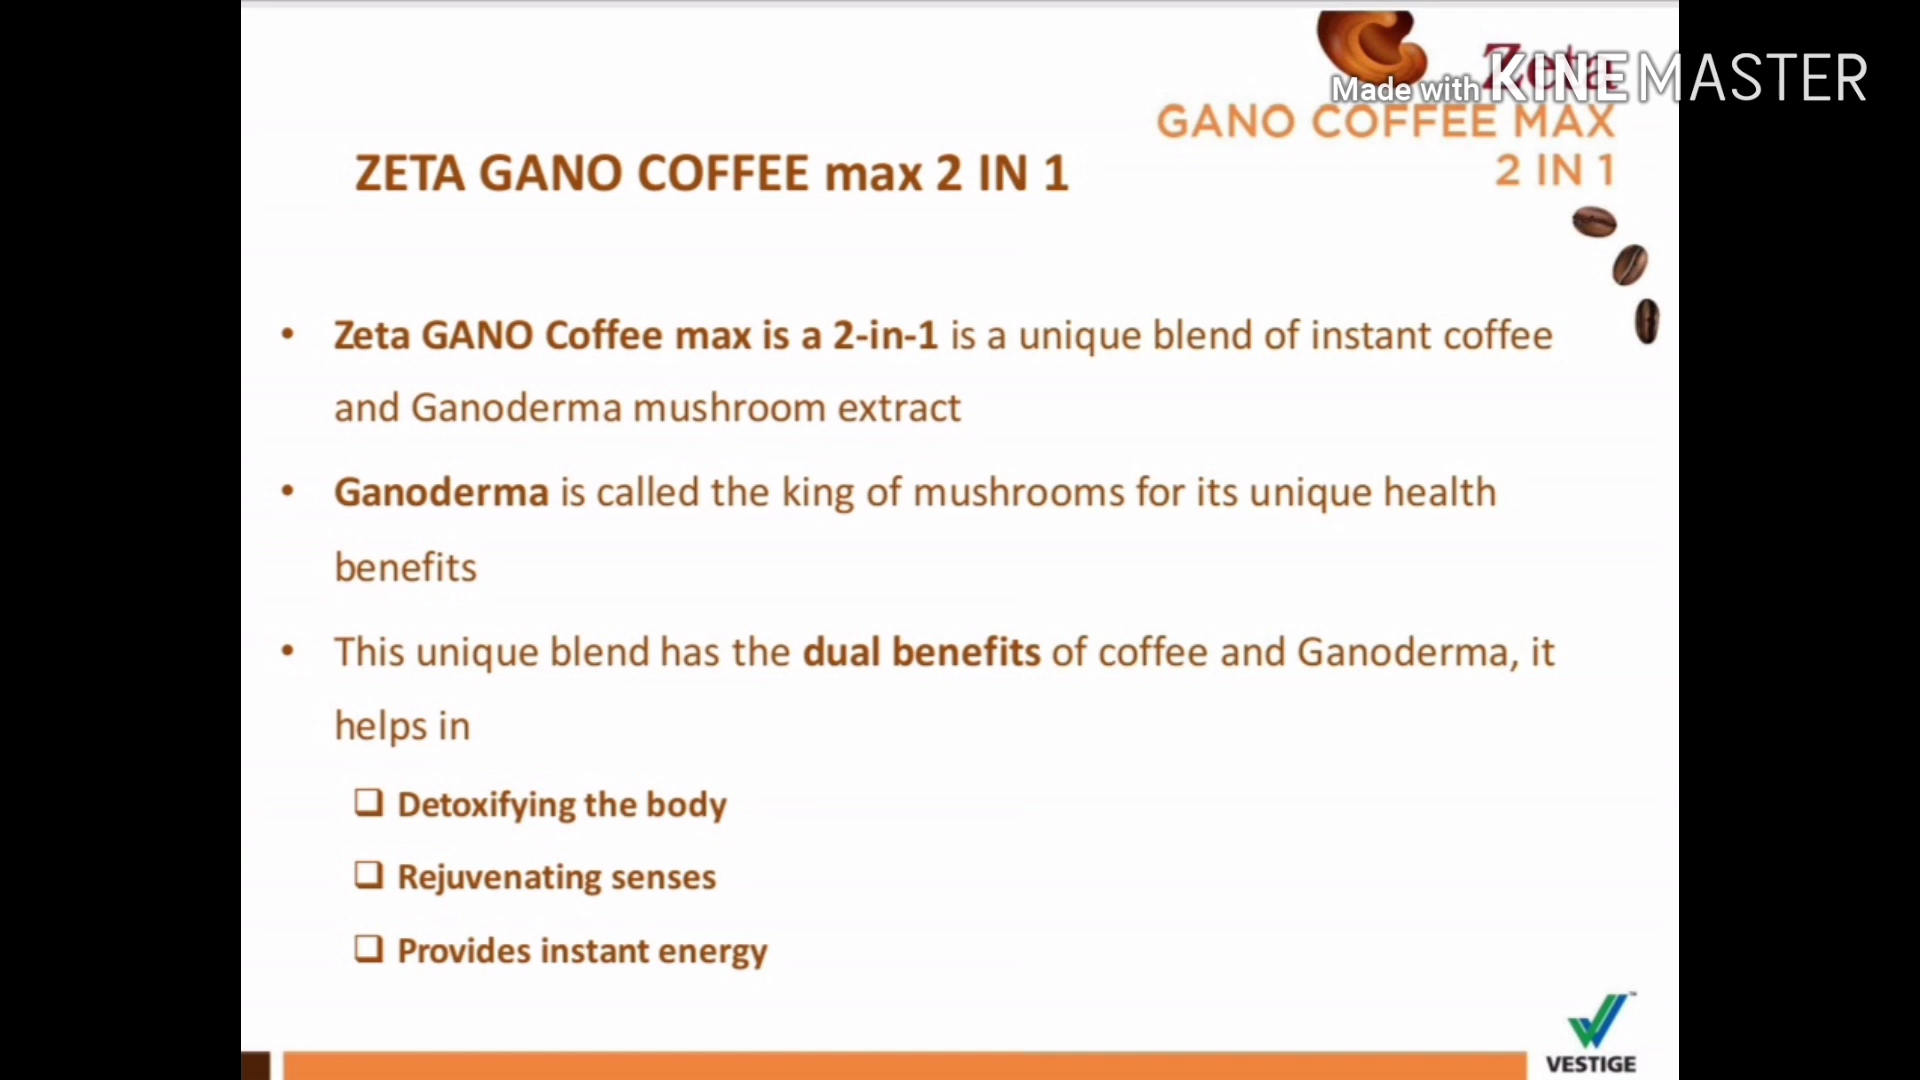 Zeta
Made with KINEMASTER
GANO COFFEE MAX
2 IN 1
ZETA GANO COFFEE max 2 IN 1
• Zeta GANO Coffee max is a 2-in-1 is a unique blend of instant coffee
and Ganoderma mushroom extract
• Ganoderma is called the king of mushrooms for its unique health
benefits
• This unique blend has the dual benefits of coffee and Ganoderma, it
helps in
❑ Detoxifying the body
❑ Rejuvenating senses
❑ Provides instant energy
VESTIGE™